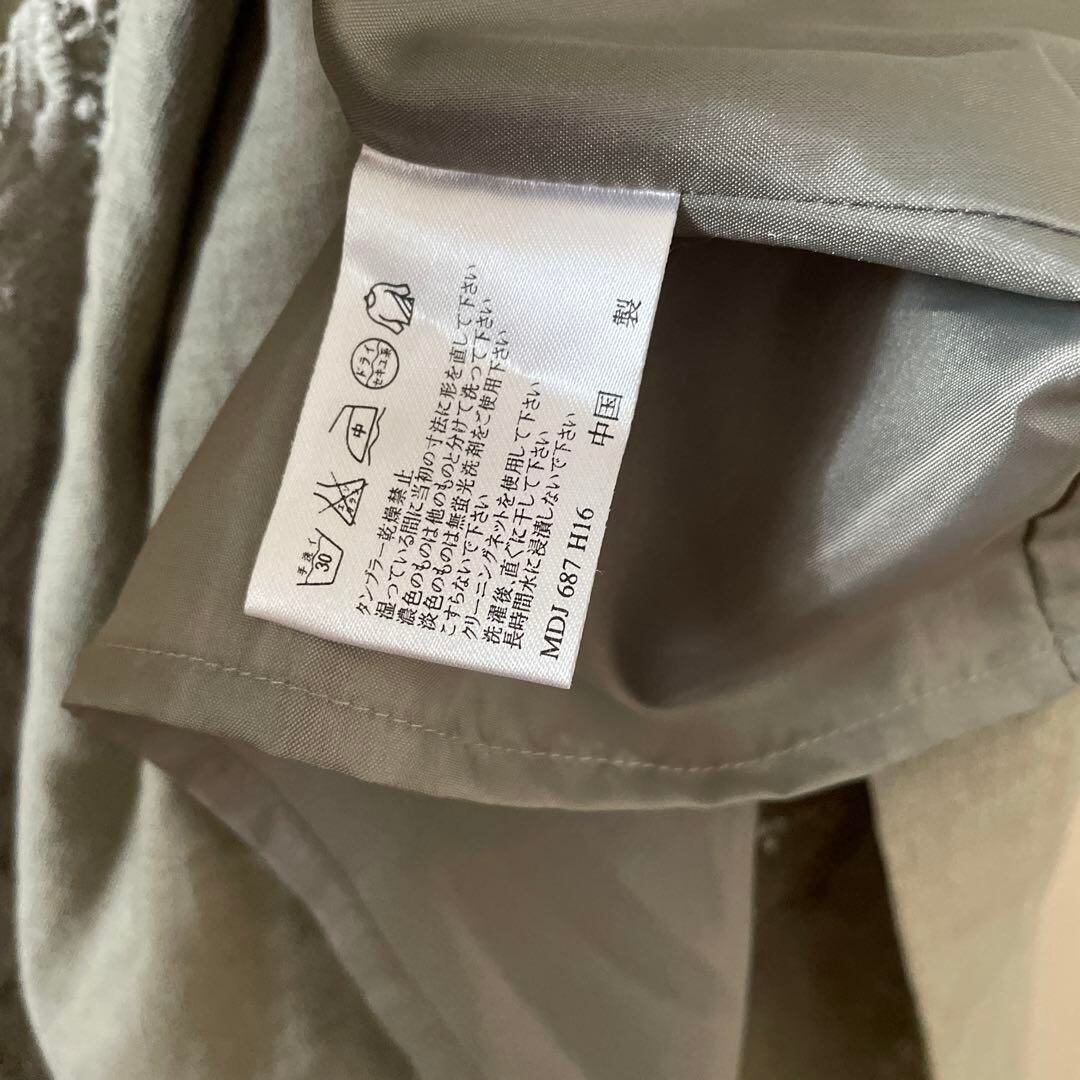 手洗イ
30
エンソサラシ
中
ドライ
セキユ系
タンブラー乾燥禁止
湿っている間に当初の寸法に形を直して下さい
濃色のものは他のものと分けて洗って下さい
淡色のものは無蛍光洗剤をご使用下さい
こすらないで下さい
クリーニングネットを使用して下さい
洗濯後、直ぐに干して下さい
長時間水に浸漬しないで下さい
MDJ 687 H16
中国 製